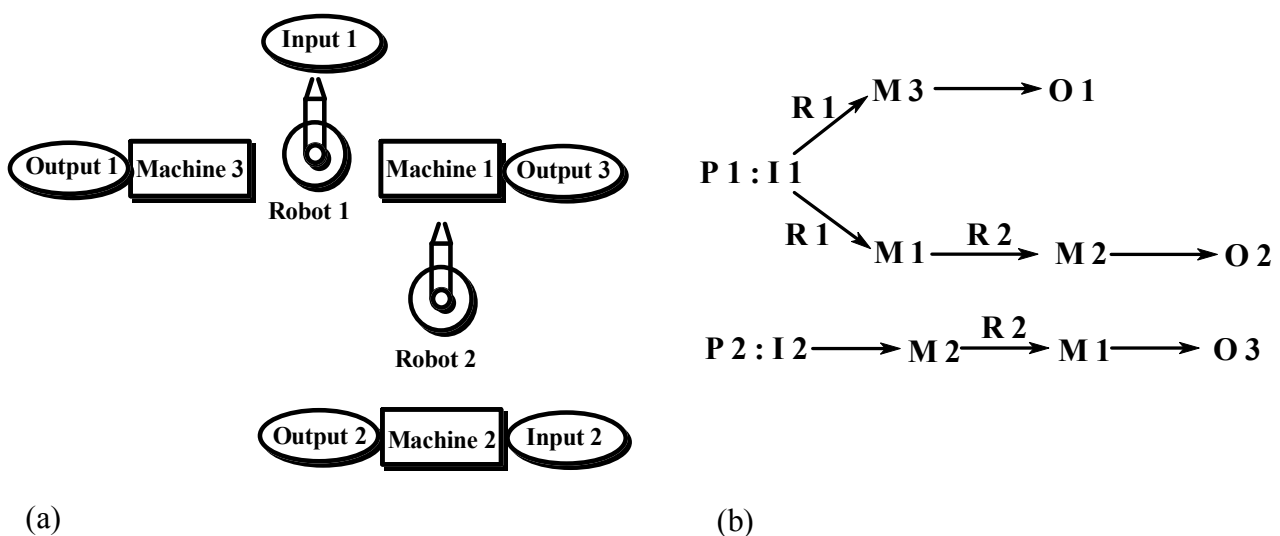 Input 1
Output 1
Machine 3
Machine 1
Output 3
Robot 1
Robot 2
Output 2
Machine 2
Input 2
(a)
M 3
O 1
R 1
P 1 : I 1
R 1
M 1
R 2
M 2
O 2
P 2 : I 2
M 2
R 2
M 1
O 3
(b)